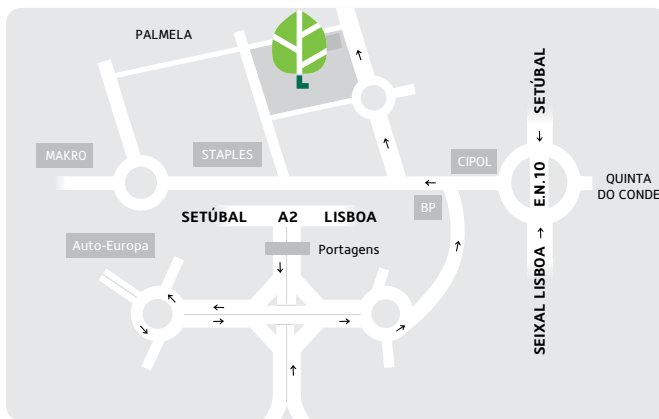 PALMELA
SETÚBAL
MAKRO
STAPLES
CIPOL
E.N.10
QUINTA
DO CONDE
BP
SETÚBAL A2 LISBOA
Auto-Europa
Portagens
SEIXAL LISBOA